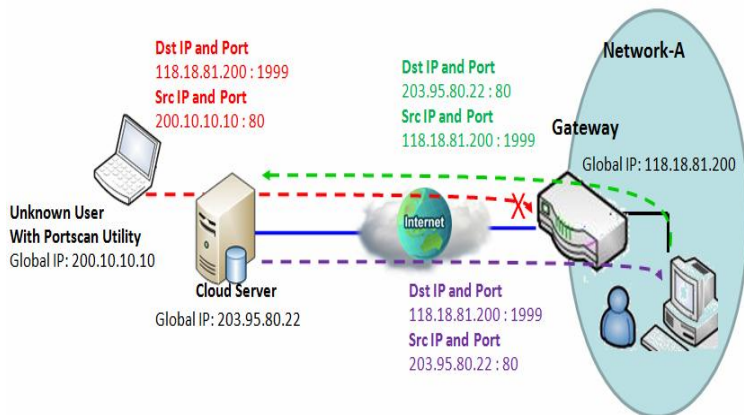 Dst IP and Port
118.18.81.200 : 1999
Src IP and Port
200.10.10.10 : 80
Dst IP and Port
203.95.80.22 : 80
Src IP and Port
118.18.81.200 : 1999
Network-A
Gateway
Global IP: 118.18.81.200
Unknown User
With Portscan Utility
Global IP: 200.10.10.10
Internet
Cloud Server
Global IP: 203.95.80.22
Dst IP and Port
118.18.81.200 : 1999
Src IP and Port
203.95.80.22 : 80